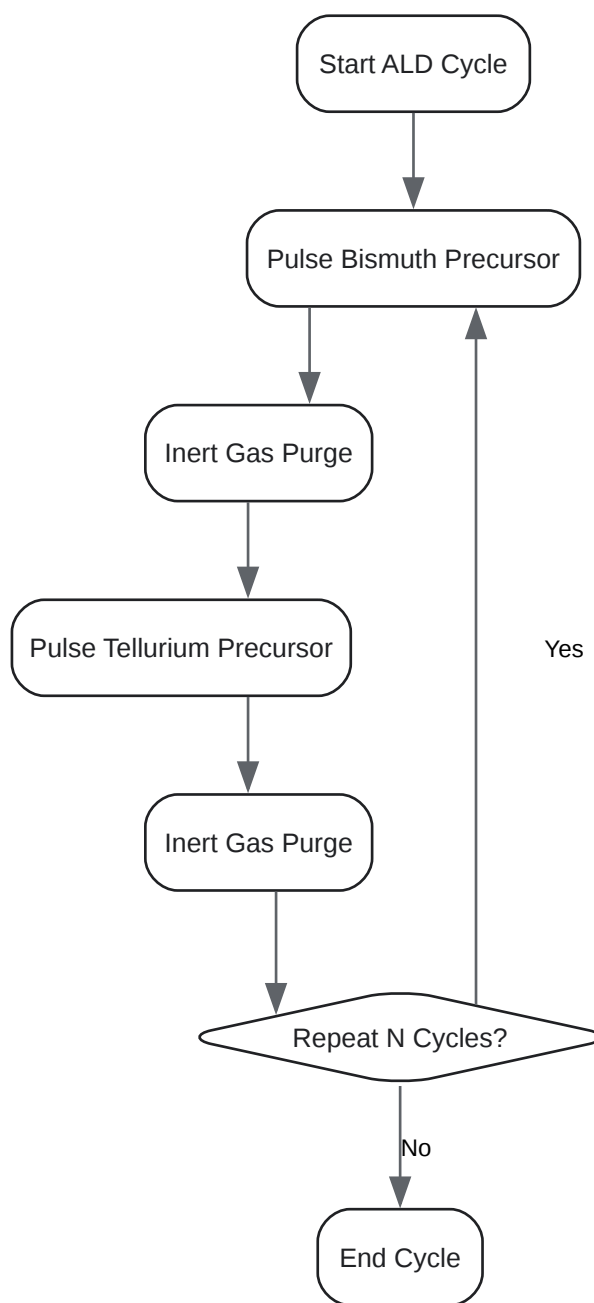 Start ALD Cycle
Pulse Bismuth Precursor
Inert Gas Purge
Pulse Tellurium Precursor
Yes
Inert Gas Purge
Repeat N Cycles?
No
End Cycle